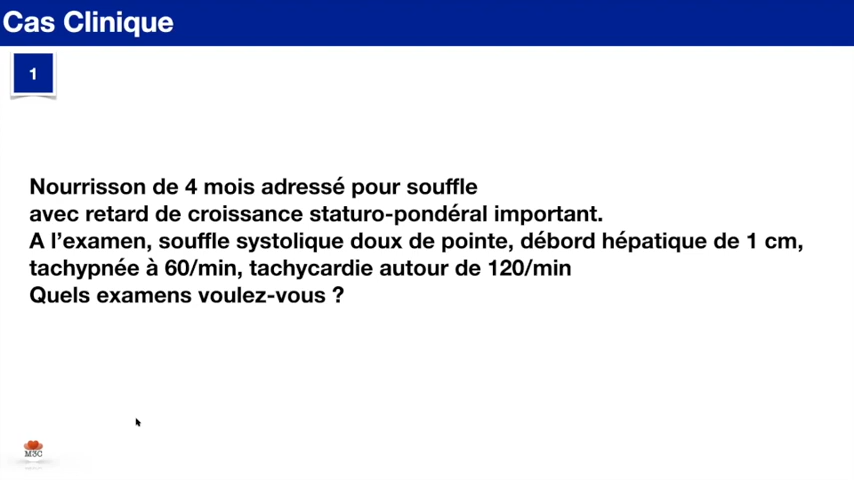 Cas Clinique
1
Nourrisson de 4 mois adressé pour souffle
avec retard de croissance staturo-pondéral important.
A l'examen, souffle systolique doux de pointe, débord hépatique de 1 cm,
tachypnée à 60/min, tachycardie autour de 120/min
Quels examens voulez-vous ?
M3C